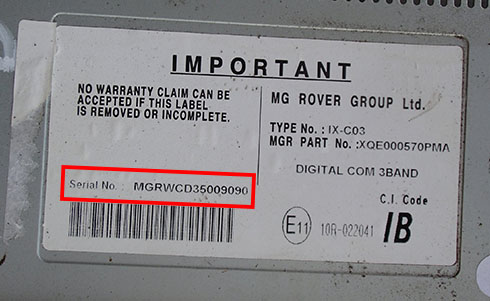 IMPORTANT
NO WARRANTY CLAIM CAN BE
ACCEPTED IF THIS LABEL
IS REMOVED OR INCOMPLETE.
Serial No. : MGRWCD35009090
MG ROVER GROUP Ltd.
TYPE No. : IX-C03
MGR PART No. :XQE000570PMA
DIGITAL COM 3BAND
C.I. Code
E11 10R-022041 IB